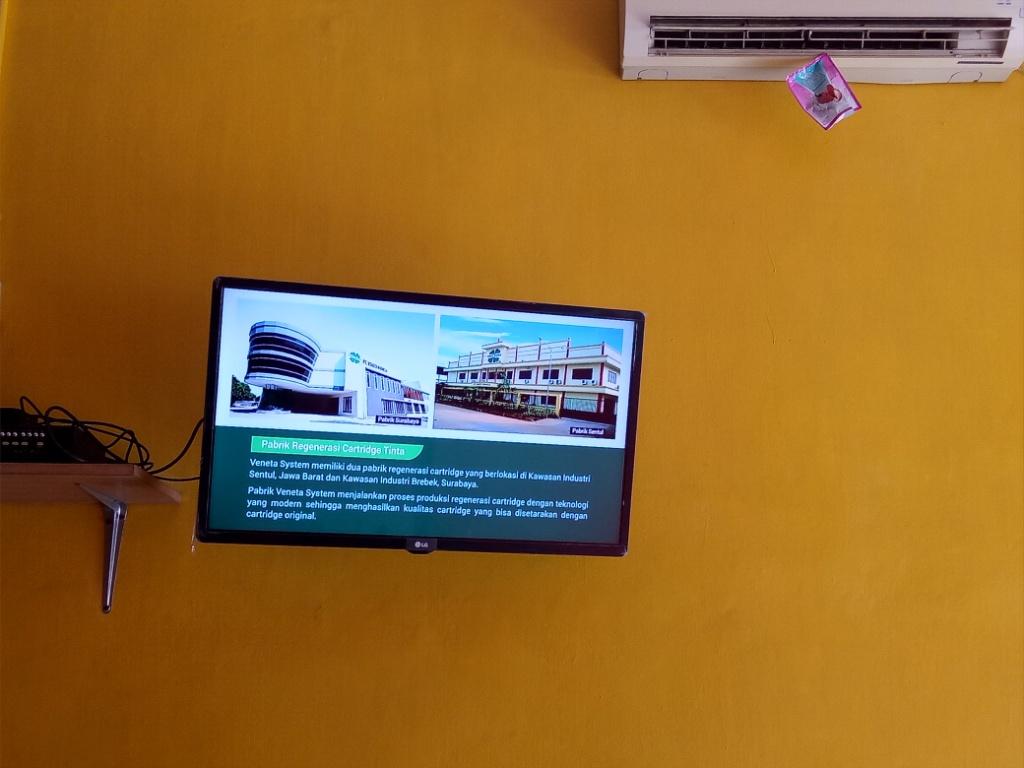 Pabrik Surabaya
Pabrik Sentul
Pabrik Regenerasi Cartridge Tinta
Veneta System memiliki dua pabrik regenerasi cartridge yang berlokasi di Kawasan Industri
Sentul, Jawa Barat dan Kawasan Industri Brebek, Surabaya.
Pabrik Veneta System menjalankan proses produksi regenerasi cartridge dengan teknologi
yang modern sehingga menghasilkan kualitas cartridge yang bisa disetarakan dengan
cartridge original.
LG